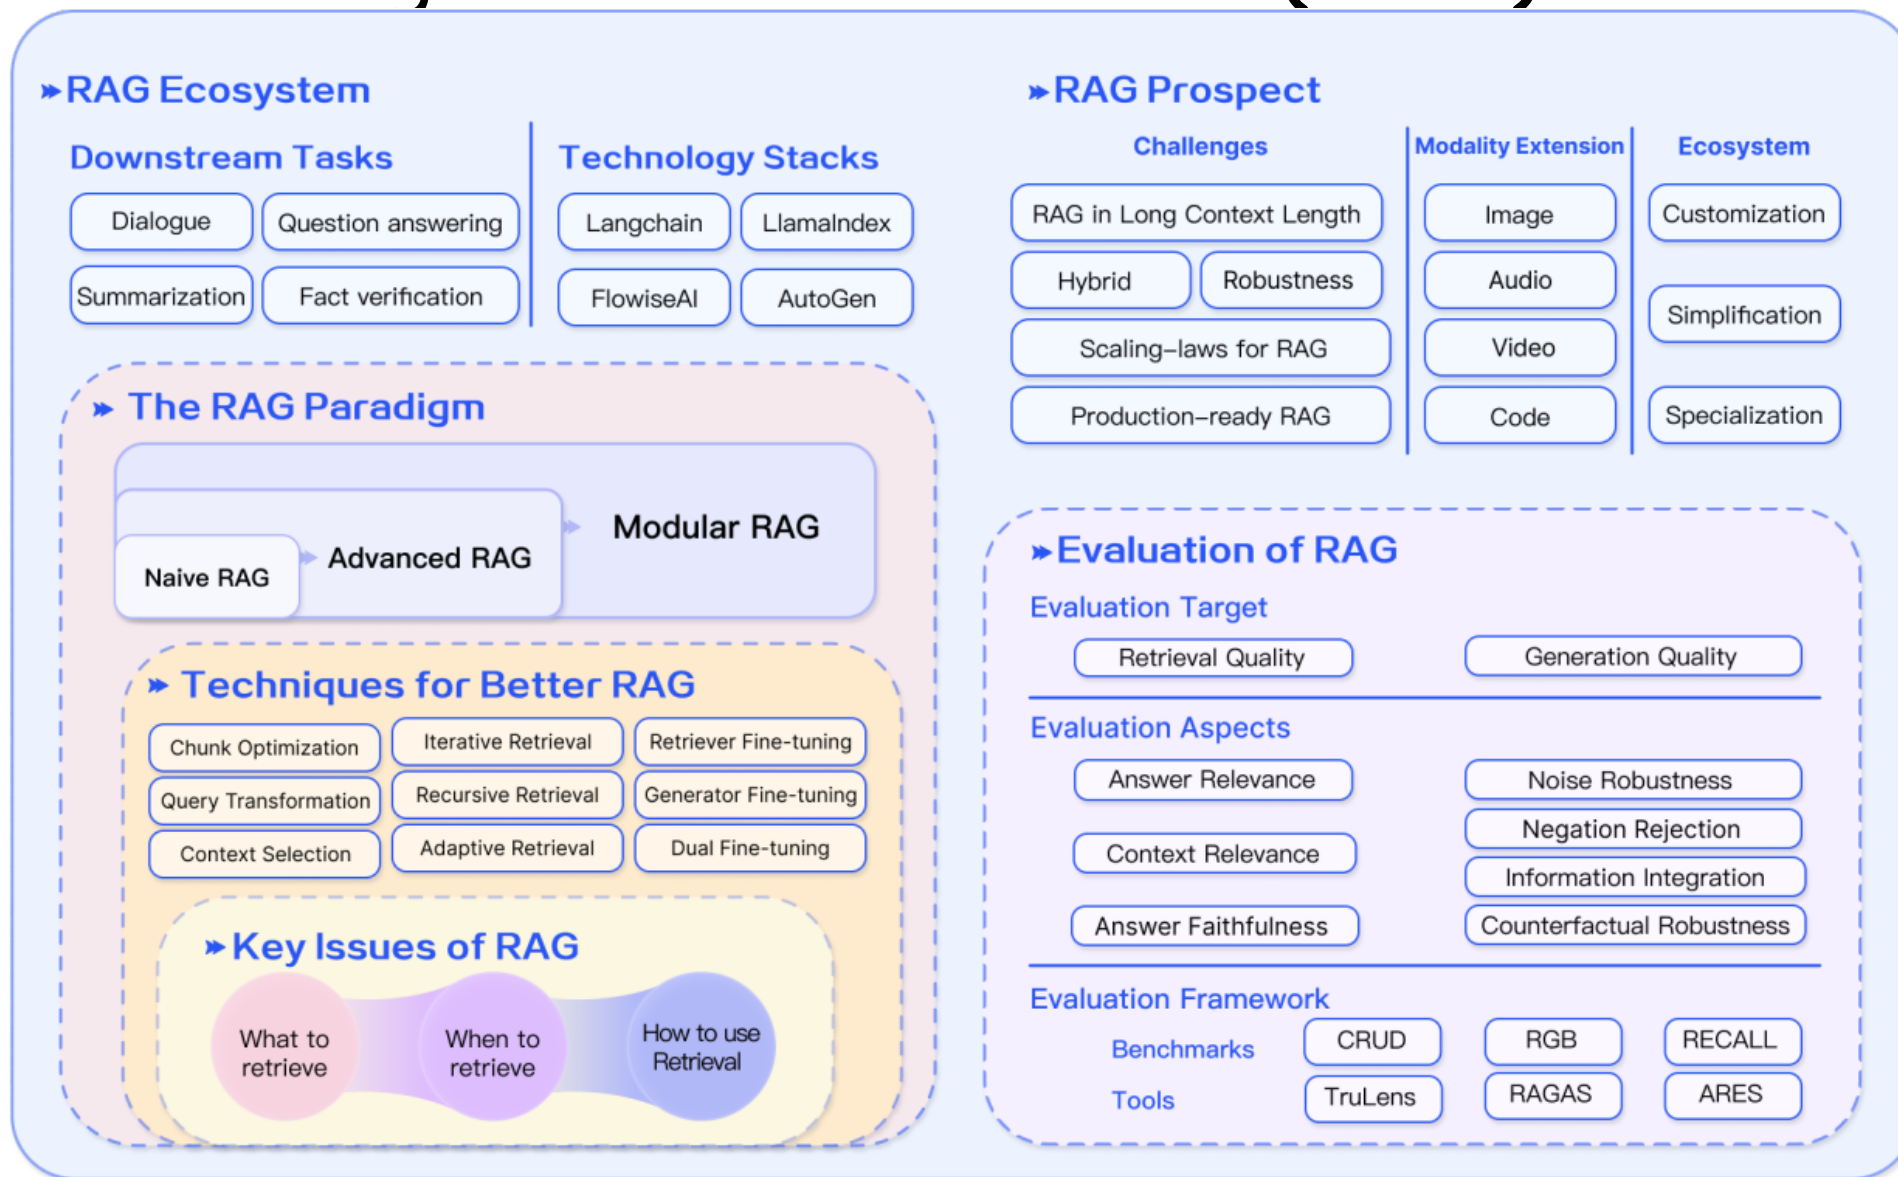 RAG Ecosystem
Downstream Tasks
Dialogue
Question answering
Summarization
Fact verification
Technology Stacks
Langchain
LlamaIndex
FlowiseAI
AutoGen
The RAG Paradigm
Naive RAG
Advanced RAG
Modular RAG
Techniques for Better RAG
Chunk Optimization
Iterative Retrieval
Retriever Fine-tuning
Query Transformation
Recursive Retrieval
Generator Fine-tuning
Context Selection
Adaptive Retrieval
Dual Fine-tuning
Key Issues of RAG
What to
retrieve
When to
retrieve
How to use
Retrieval
RAG Prospect
Challenges
RAG in Long Context Length
Hybrid
Robustness
Scaling–laws for RAG
Production–ready RAG
Modality Extension
Image
Audio
Video
Code
Ecosystem
Customization
Simplification
Specialization
Evaluation of RAG
Evaluation Target
Retrieval Quality
Generation Quality
Evaluation Aspects
Answer Relevance
Context Relevance
Answer Faithfulness
Noise Robustness
Negation Rejection
Information Integration
Counterfactual Robustness
Evaluation Framework
Benchmarks
CRUD
RGB
RECALL
Tools
TruLens
RAGAS
ARES